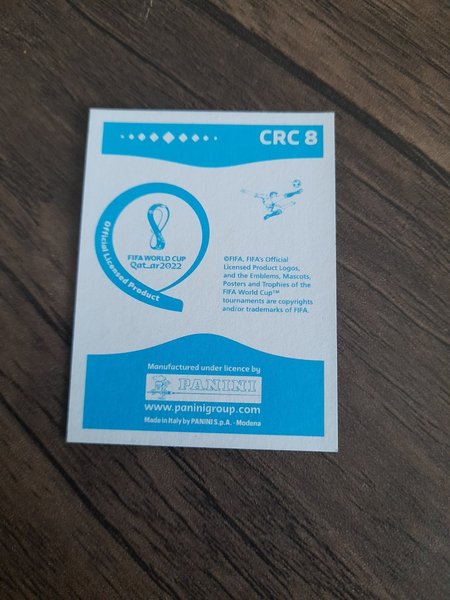 CRC 8
Official Licensed Product
FIFA WORLD CUP
Qat_ar2022
©FIFA, FIFA's Official
Licensed Product Logos,
and the Emblems, Mascots,
Posters and Trophies of the
FIFA World Cup™
tournaments are copyrights
and/or trademarks of FIFA.
Manufactured under licence by
PANINI
www.paninigroup.com
Made in Italy by PANINI S.p.A. - Modena